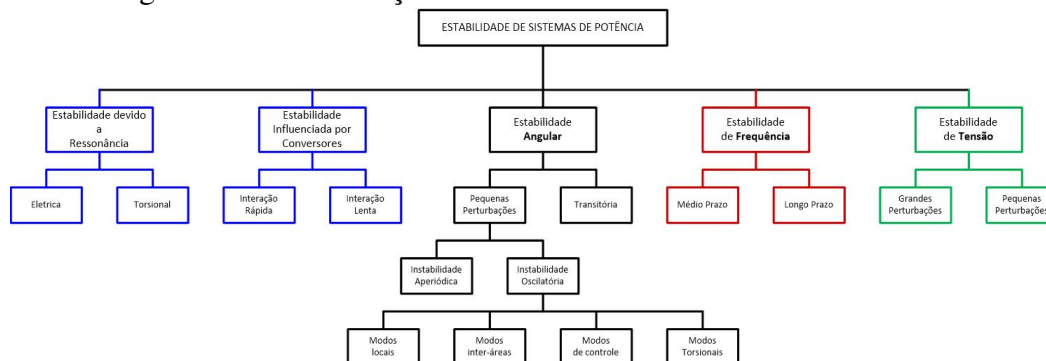 ESTABILIDADE DE SISTEMAS DE POTÊNCIA
Estabilidade devido
a
Ressonância
Estabilidade
Influenciada por
Conversores
Estabilidade
Angular
Estabilidade
de Frequência
Estabilidade
de Tensão
Eletrica
Torsional
Interação
Rápida
Interação
Lenta
Pequenas
Perturbações
Transitória
Médio Prazo
Longo Prazo
Grandes
Perturbações
Pequenas
Perturbações
Instabilidade
Aperiódica
Instabilidade
Oscilatória
Modos
locais
Modos
inter-áreas
Modos
de controle
Modos
Torsionais